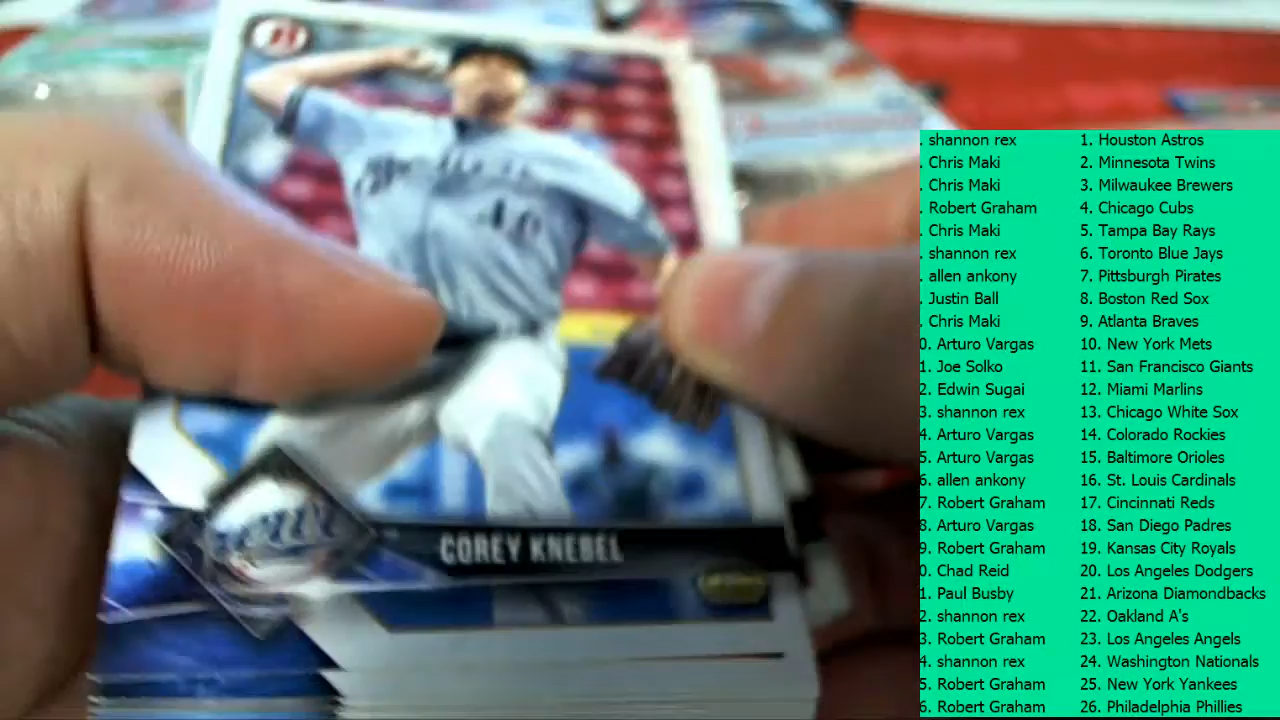 COREY KNEBEL
. shannon rex 1. Houston Astros
. Chris Maki 2. Minnesota Twins
. Chris Maki 3. Milwaukee Brewers
. Robert Graham 4. Chicago Cubs
. Chris Maki 5. Tampa Bay Rays
. shannon rex 6. Toronto Blue Jays
. allen ankony 7. Pittsburgh Pirates
. Justin Ball 8. Boston Red Sox
. Chris Maki 9. Atlanta Braves
0. Arturo Vargas 10. New York Mets
1. Joe Solko 11. San Francisco Giants
2. Edwin Sugai 12. Miami Marlins
3. shannon rex 13. Chicago White Sox
4. Arturo Vargas 14. Colorado Rockies
5. Arturo Vargas 15. Baltimore Orioles
6. allen ankony 16. St. Louis Cardinals
7. Robert Graham 17. Cincinnati Reds
8. Arturo Vargas 18. San Diego Padres
9. Robert Graham 19. Kansas City Royals
0. Chad Reid 20. Los Angeles Dodgers
1. Paul Busby 21. Arizona Diamondbacks
2. shannon rex 22. Oakland A's
3. Robert Graham 23. Los Angeles Angels
4. shannon rex 24. Washington Nationals
5. Robert Graham 25. New York Yankees
6. Robert Graham 26. Philadelphia Phillies